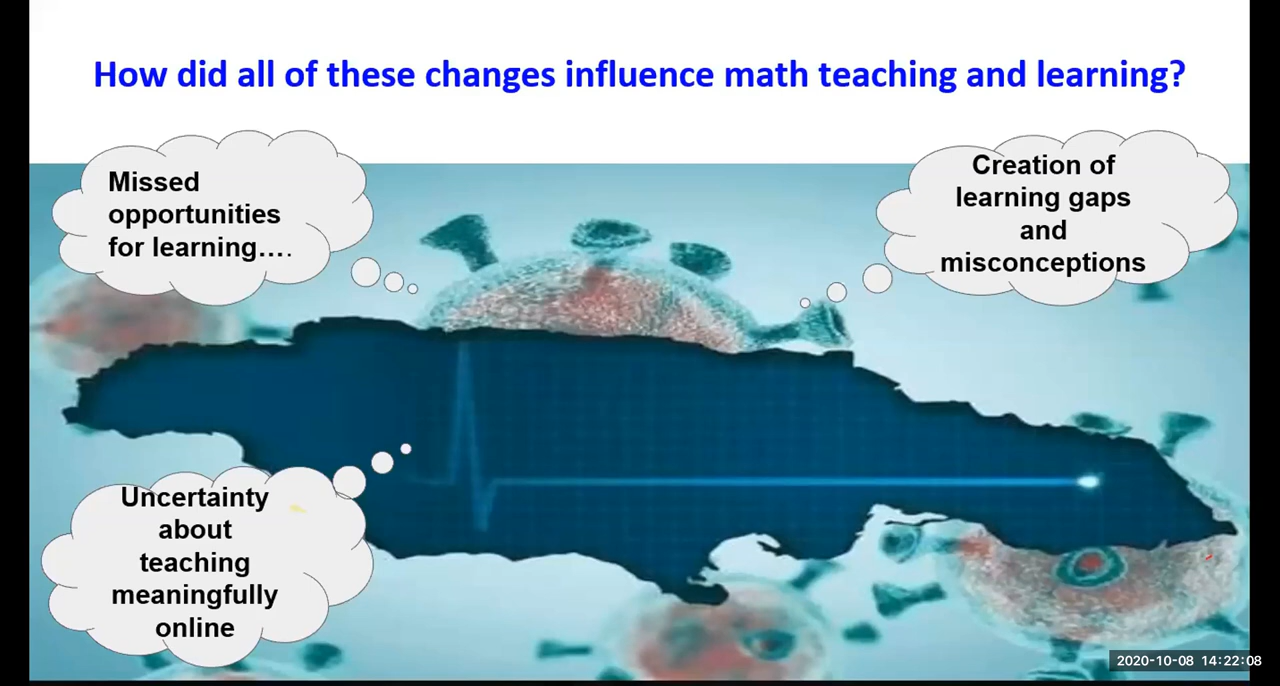 How did all of these changes influence math teaching and learning?
Missed
opportunities
for learning….
Creation of
learning gaps
and
misconceptions
Uncertainty
about
teaching
meaningfully
online
2020-10-08 14:22:08